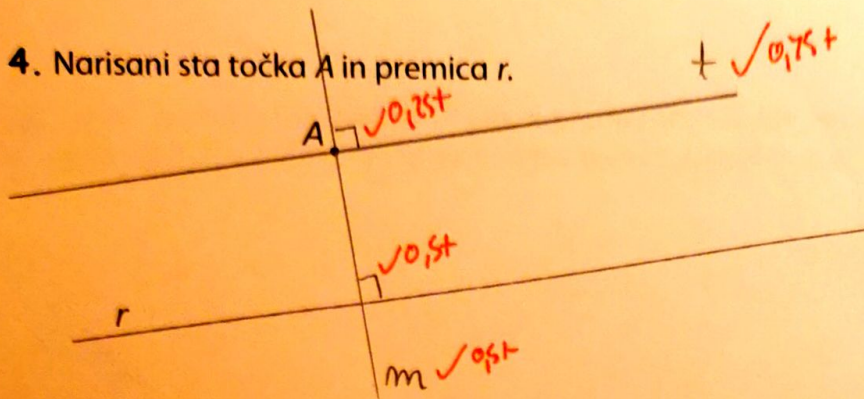 4. Narisani sta točka A in premica r.
t ✓0,75t
A ✓0,25t
✓0,5t
r
m ✓0,5t